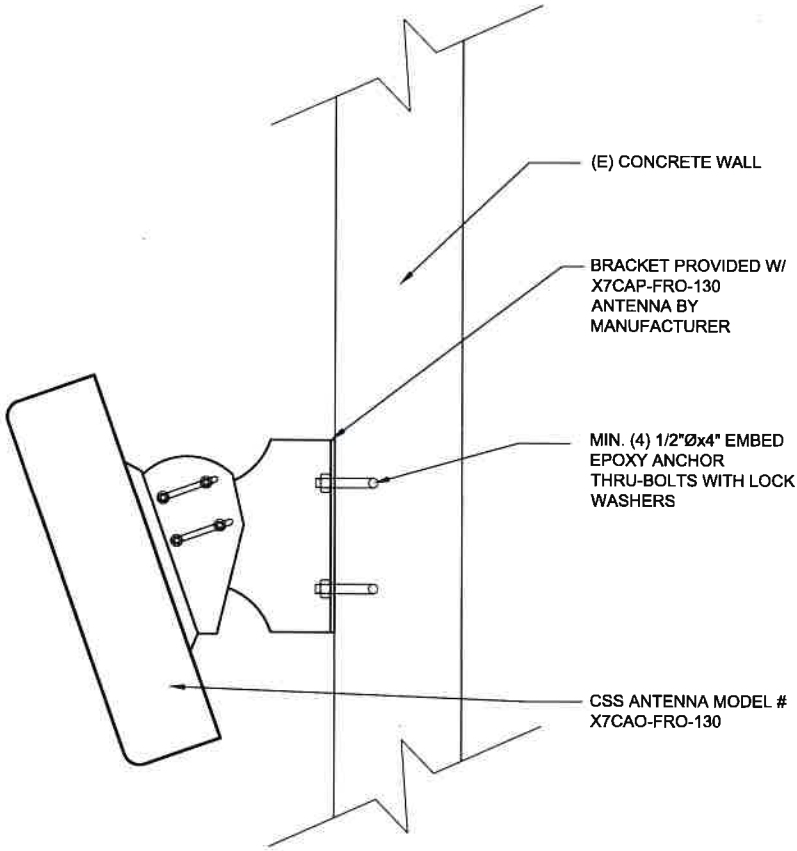 (E) CONCRETE WALL
BRACKET PROVIDED W/
X7CAP-FRO-130
ANTENNA BY
MANUFACTURER
MIN. (4) 1/2"Øx4" EMBED
EPOXY ANCHOR
THRU-BOLTS WITH LOCK
WASHERS
CSS ANTENNA MODEL #
X7CAO-FRO-130